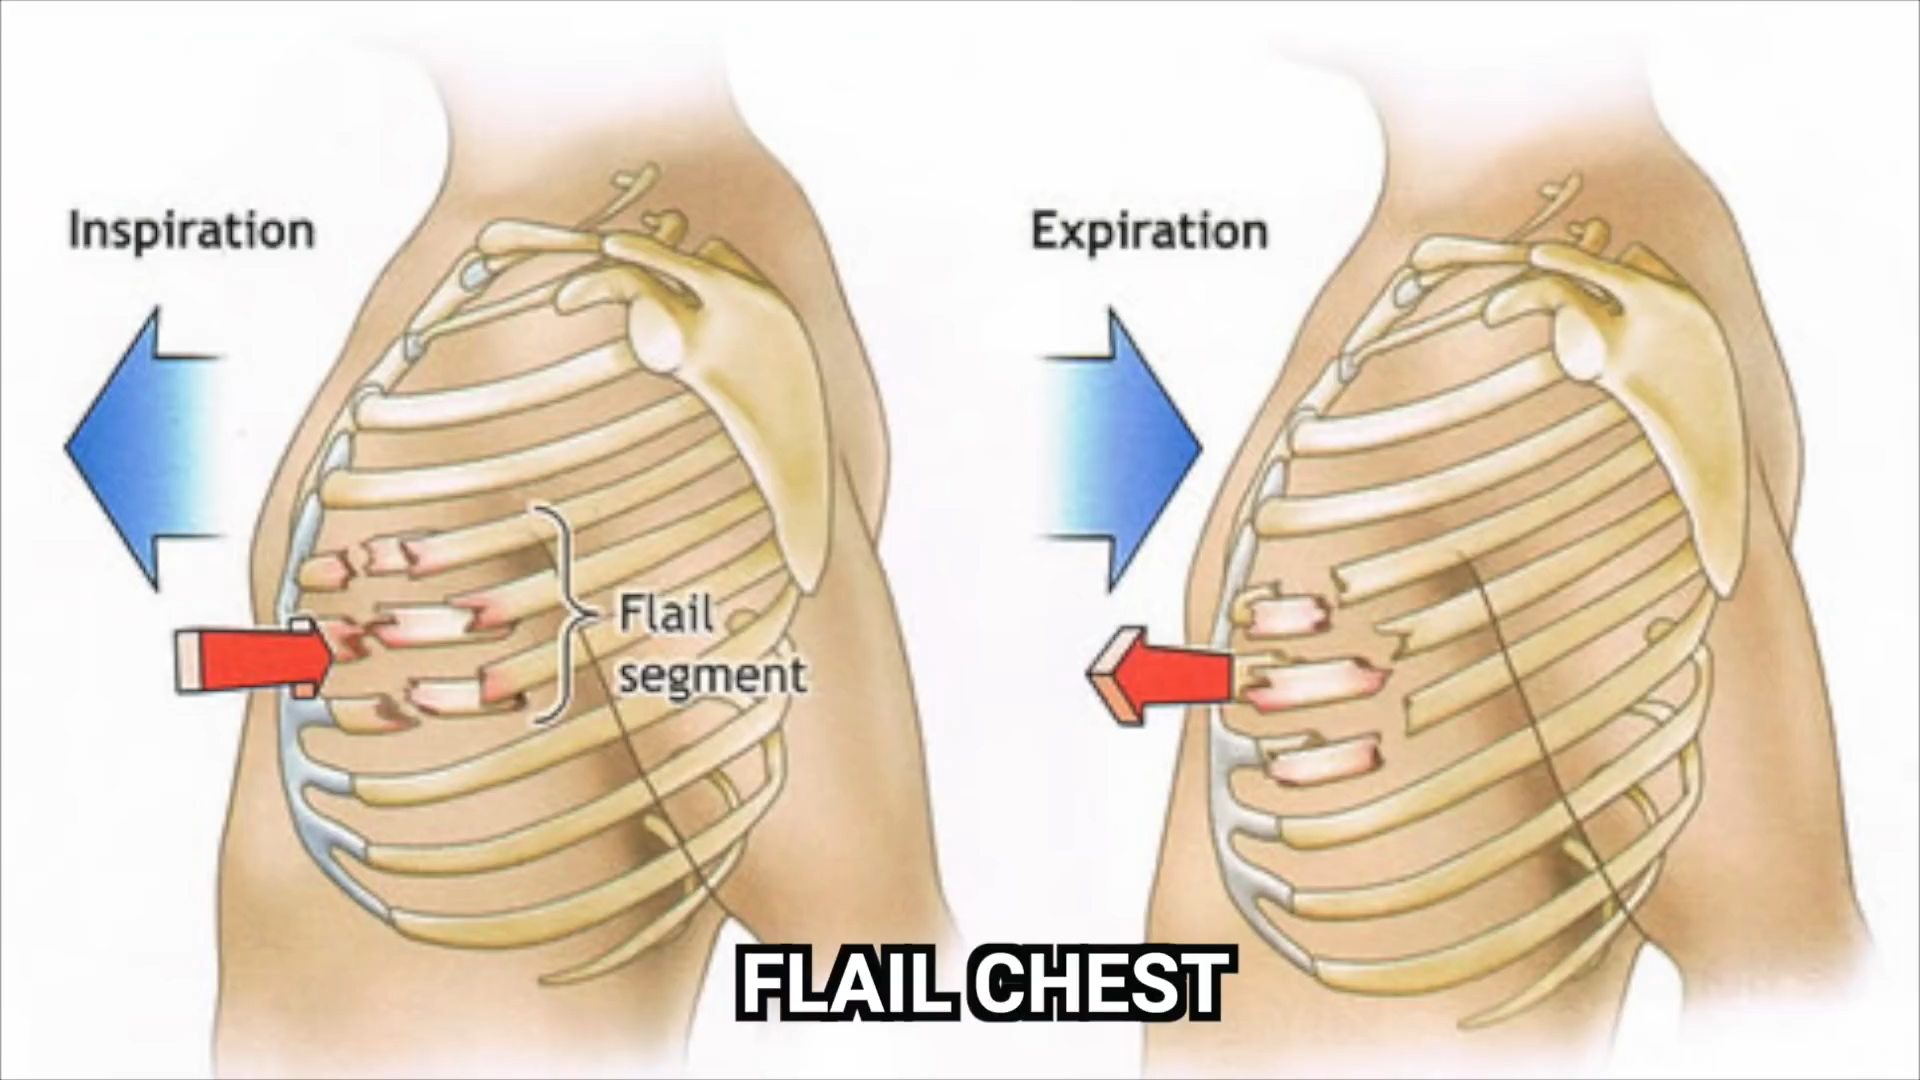 Inspiration
Expiration
Flail
segment
FLAIL CHEST